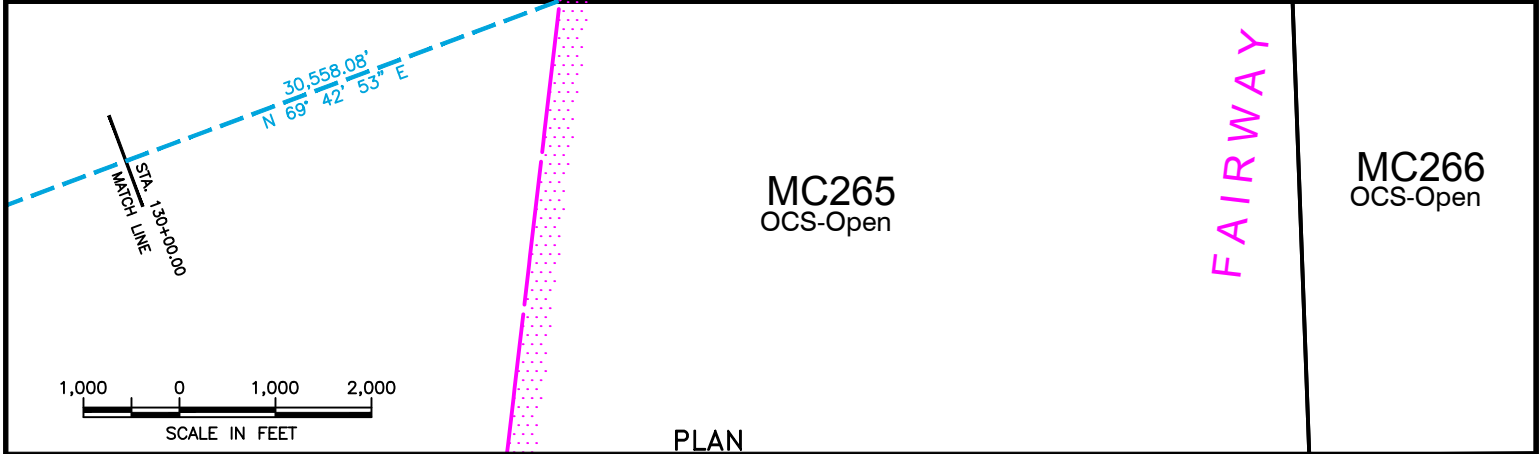 30,558.08'
N 69° 42' 53" E
STA. 130+00.00
MATCH LINE
MC265
OCS-Open
FAIRWAY
MC266
OCS-Open
1,000 0 1,000 2,000
SCALE IN FEET
PLAN